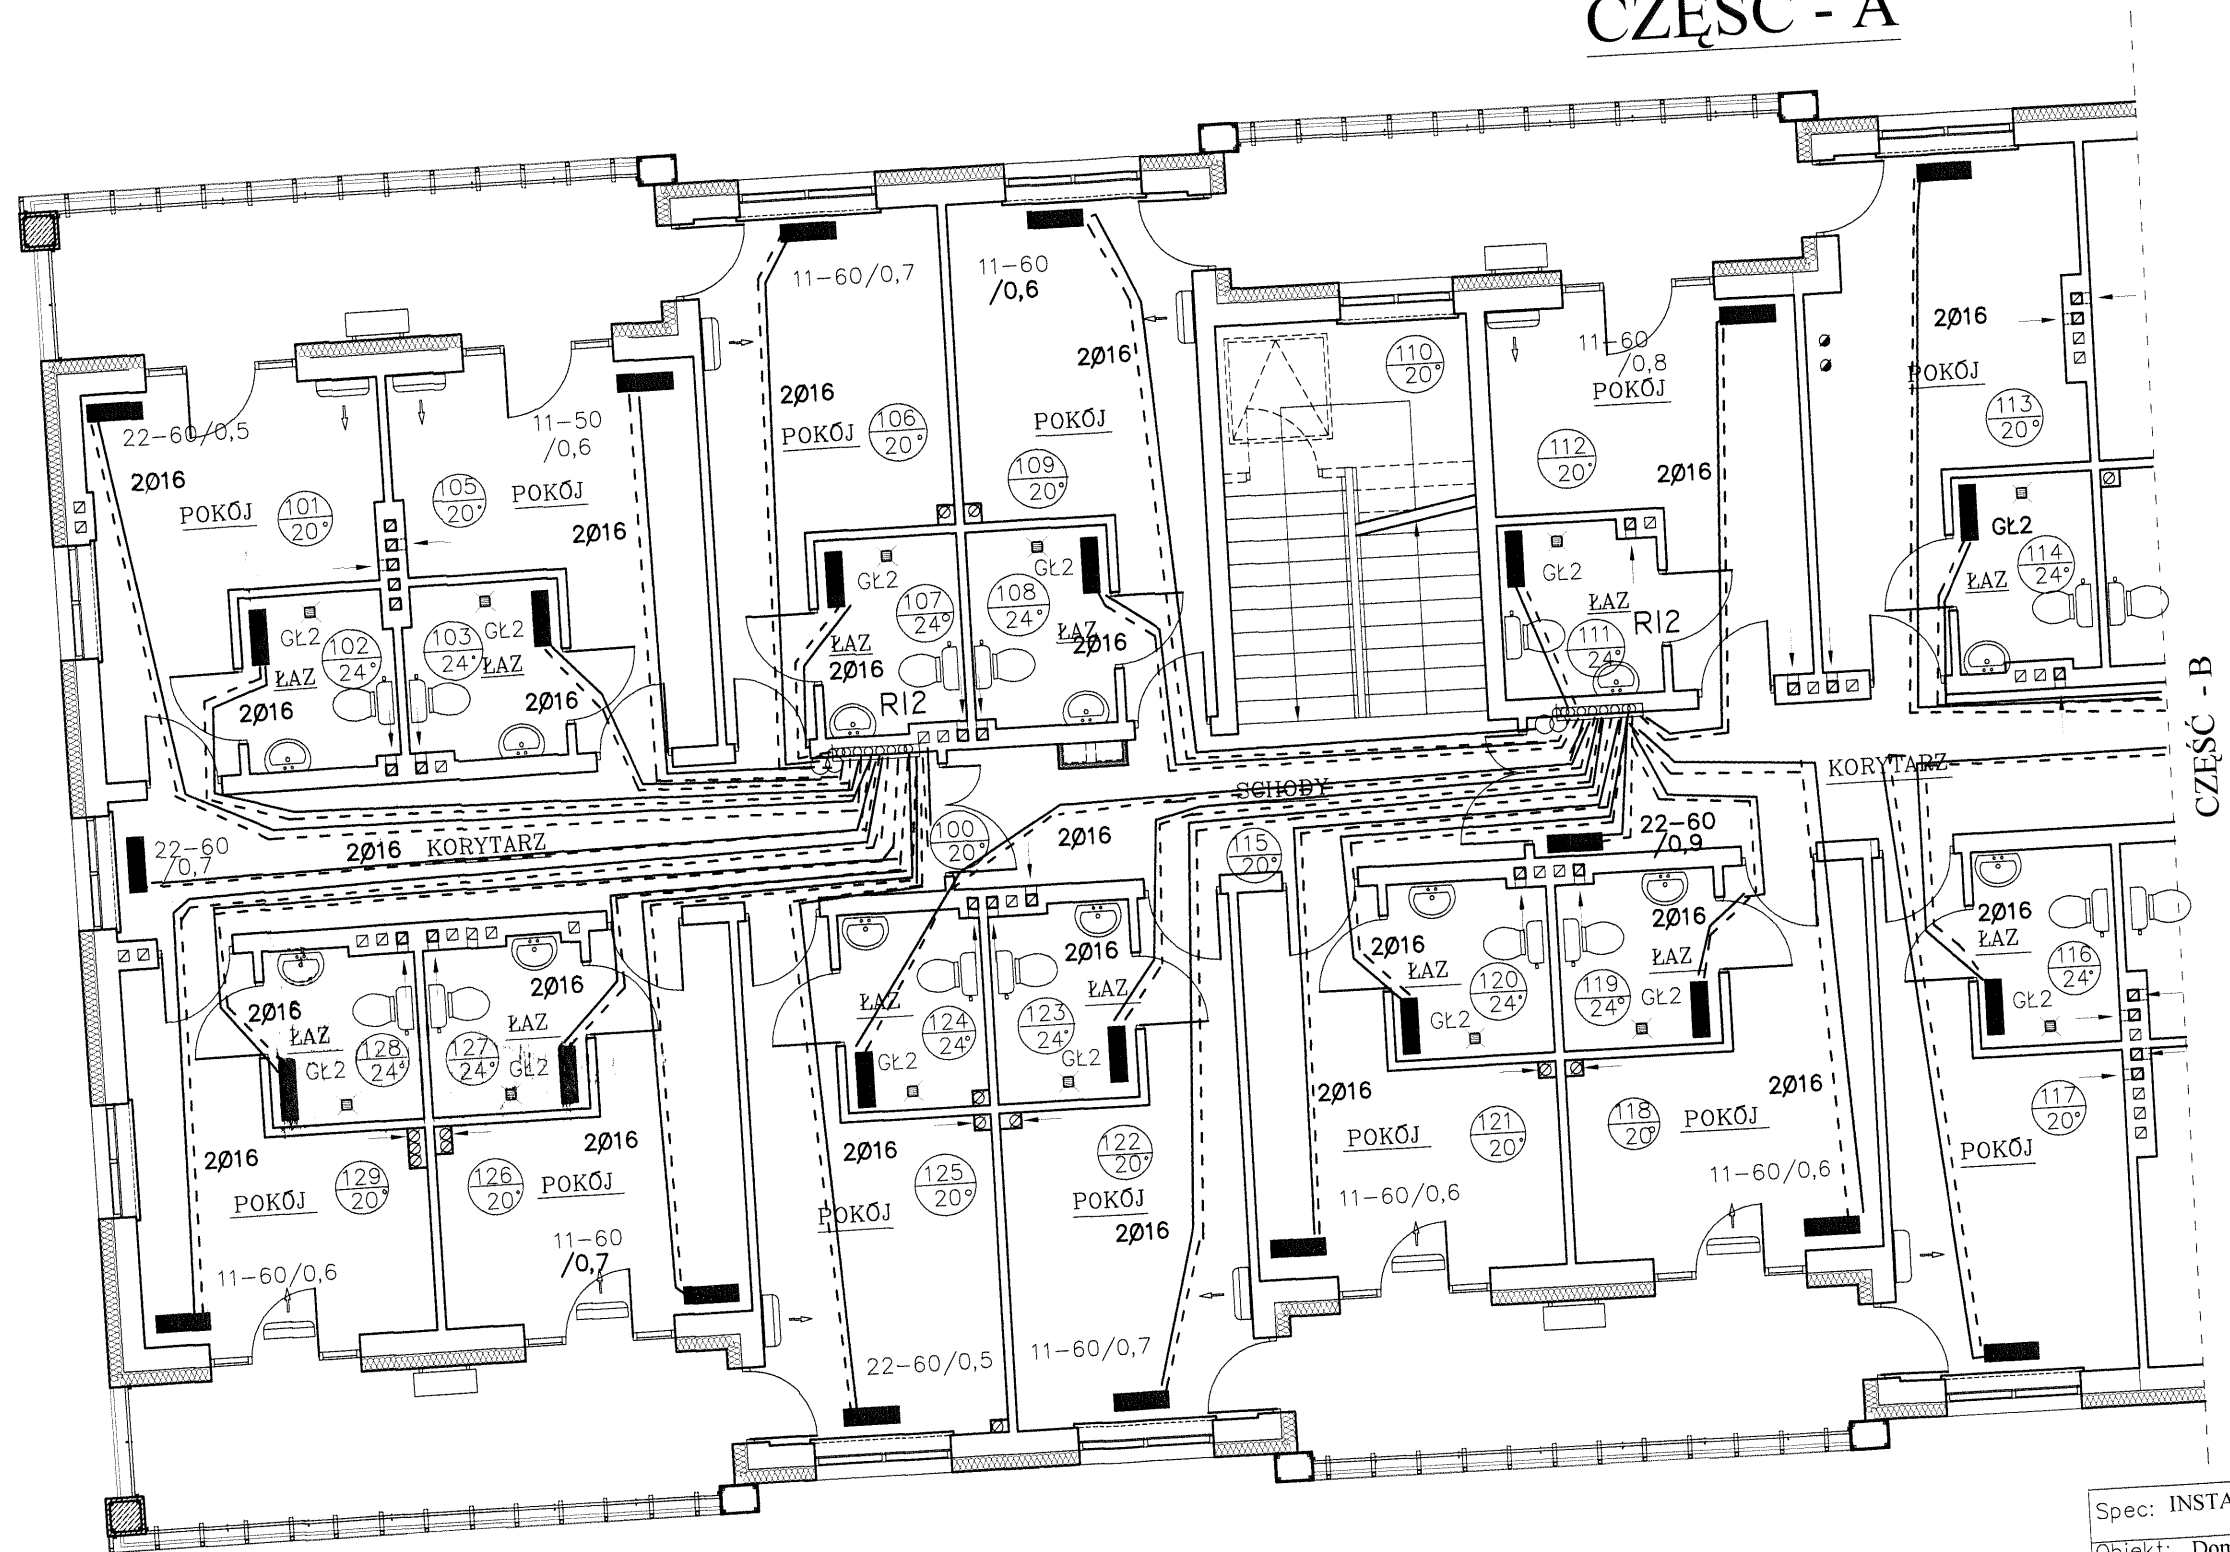 CZĘŚĆ - A
11-60/0,7
11-60
/0,6
2Ø16
2Ø16
POKÓJ
106
20°
POKÓJ
109
20°
110
20°
11-60
/0,8
POKÓJ
112
20°
2Ø16
2Ø16
POKÓJ
113
20°
22-60/0,5
2Ø16
POKÓJ
101
20°
11-50
/0,6
105
20°
POKÓJ
2Ø16
GŁ2
102
24°
ŁAZ
2Ø16
103
24°
GŁ2
ŁAZ
2Ø16
GŁ2
107
24°
ŁAZ
2Ø16
RI2
108
24°
GŁ2
ŁAZ
2Ø16
GŁ2
ŁAZ
111
24°
RI2
GŁ2
114
24°
ŁAZ
CZĘŚĆ - B
SCHODY
KORYTARZ
22-60
/0,7
2Ø16
KORYTARZ
100
20°
2Ø16
115
20°
22-60
/0,9
2Ø16
ŁAZ
GŁ2
128
24°
127
24°
2Ø16
ŁAZ
GŁ2
ŁAZ
124
24°
GŁ2
2Ø16
ŁAZ
123
24°
GŁ2
2Ø16
ŁAZ
120
24°
GŁ2
2Ø16
ŁAZ
119
24°
GŁ2
2Ø16
ŁAZ
116
24°
GŁ2
2Ø16
POKÓJ
129
20°
11-60/0,6
2Ø16
126
20°
POKÓJ
11-60
/0,7
2Ø16
POKÓJ
125
20°
22-60/0,5
122
20°
POKÓJ
2Ø16
11-60/0,7
2Ø16
POKÓJ
121
20°
11-60/0,6
2Ø16
118
20°
POKÓJ
11-60/0,6
117
20°
POKÓJ
Spec: INSTA
Obiekt: Dom